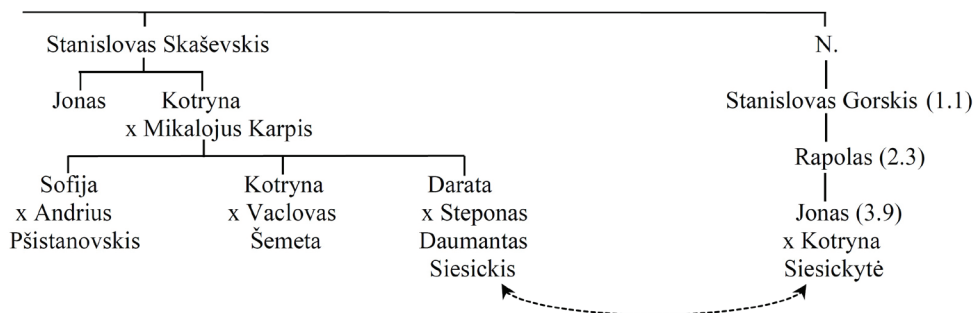 Stanislovas Skaševskis
N.
Jonas
Kotryna
x Mikalojus Karpis
Stanislovas Gorskis (1.1)
Rapolas (2.3)
Sofija
x Andrius
Pšistanovskis
Kotryna
x Vaclovas
Šemeta
Darata
x Steponas
Daumantas
Siesickis
Jonas (3.9)
x Kotryna
Siesickytė